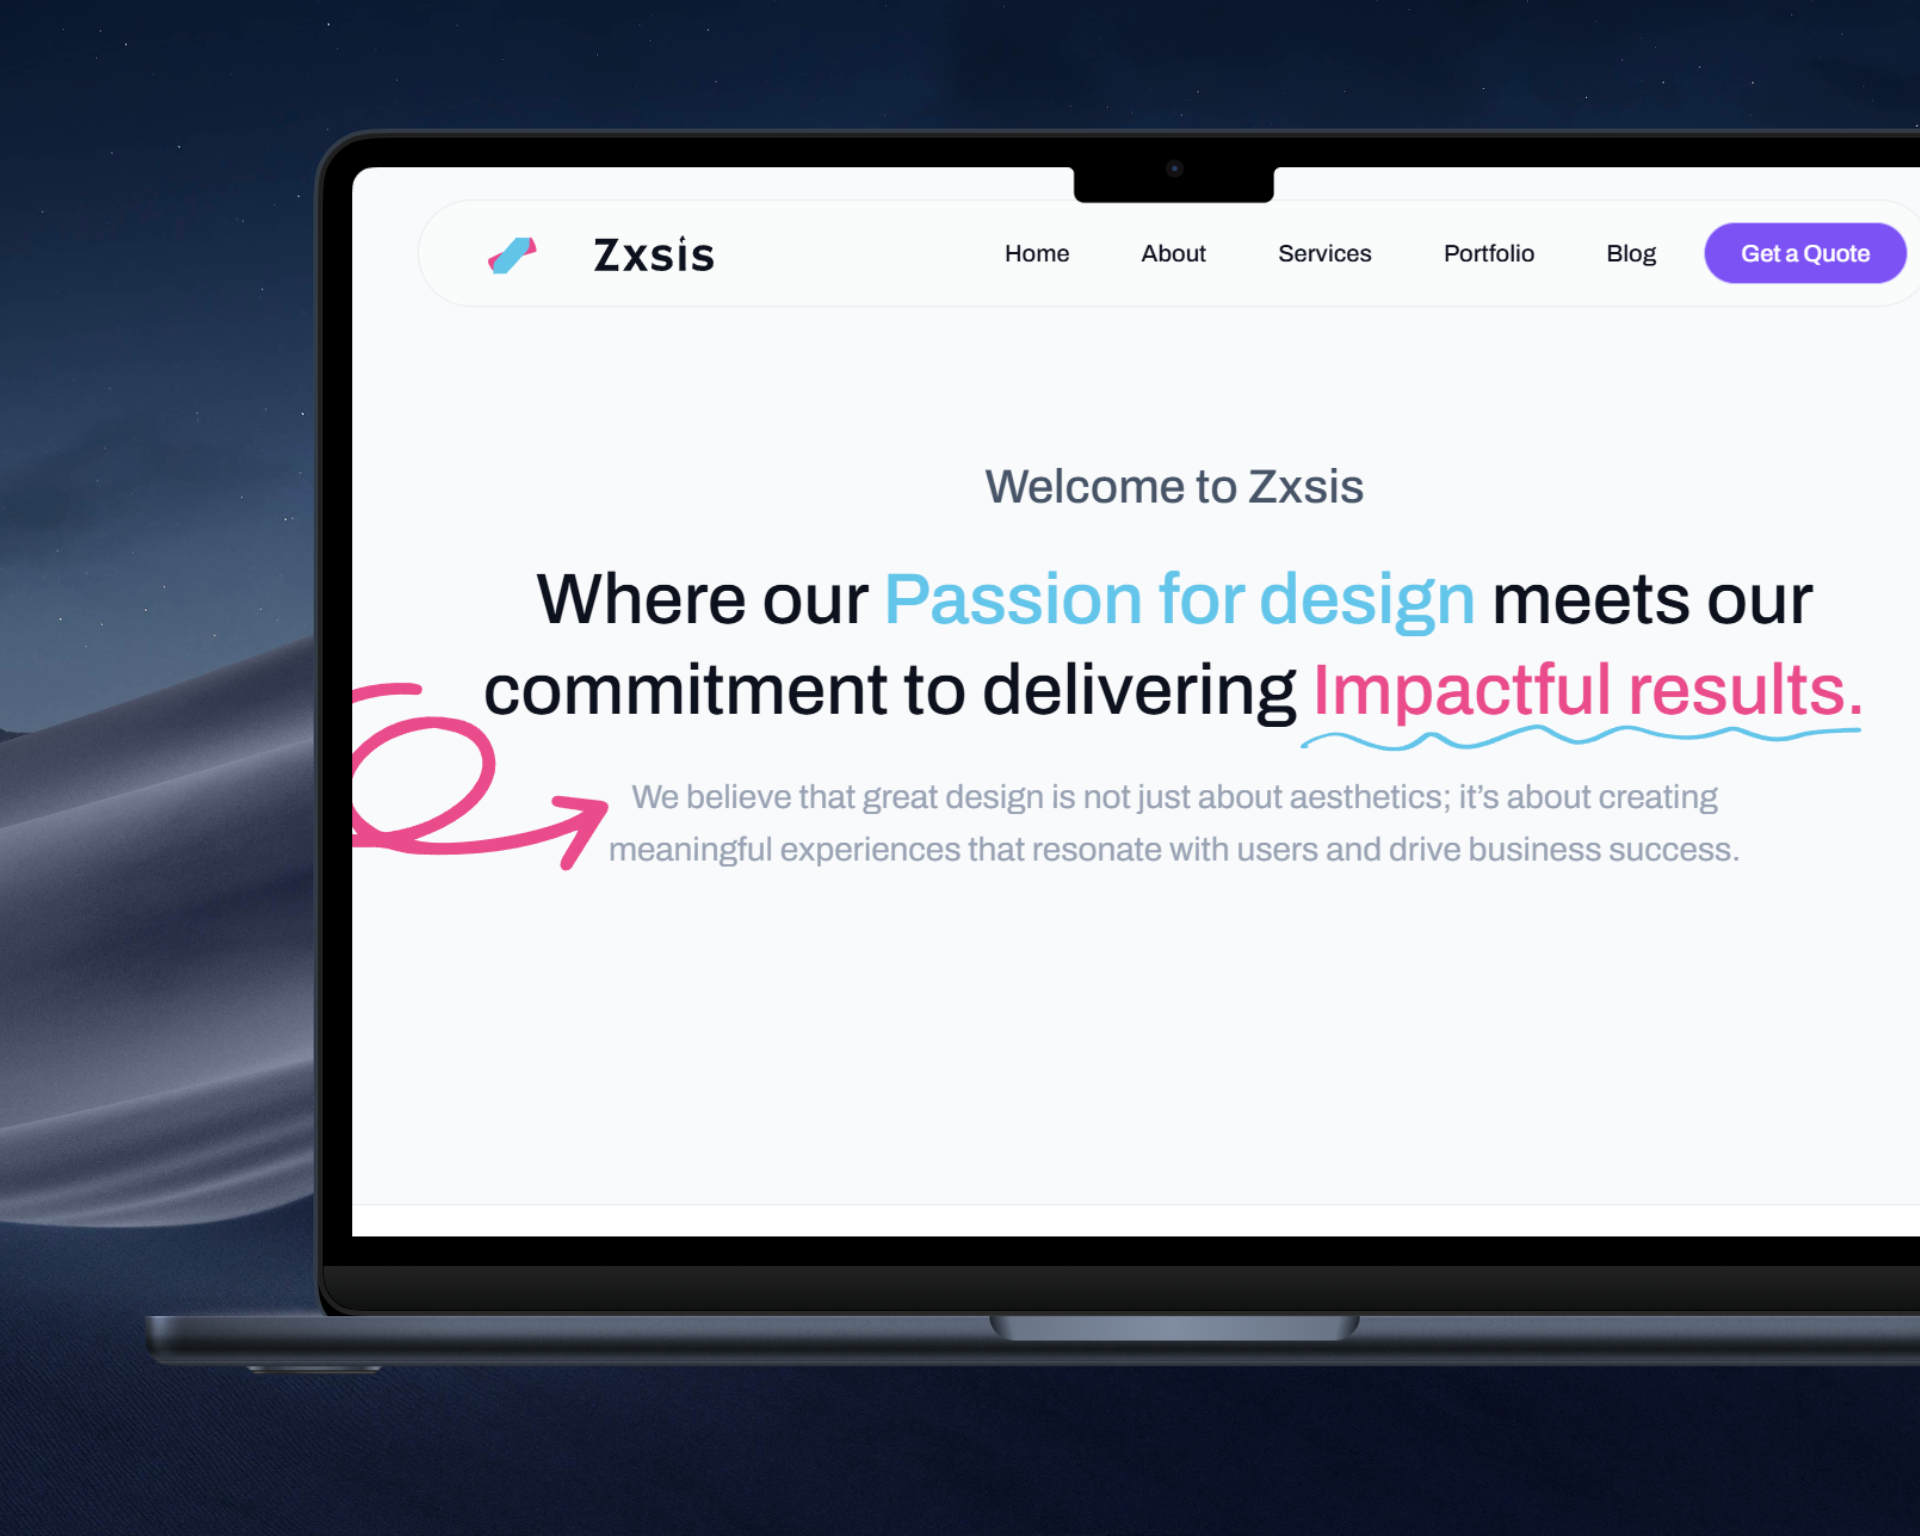 Zxsis
Home About Services Portfolio Blog Get a Quote
Welcome to Zxsis
Where our Passion for design meets our
commitment to delivering Impactful results.
We believe that great design is not just about aesthetics; it’s about creating
meaningful experiences that resonate with users and drive business success.